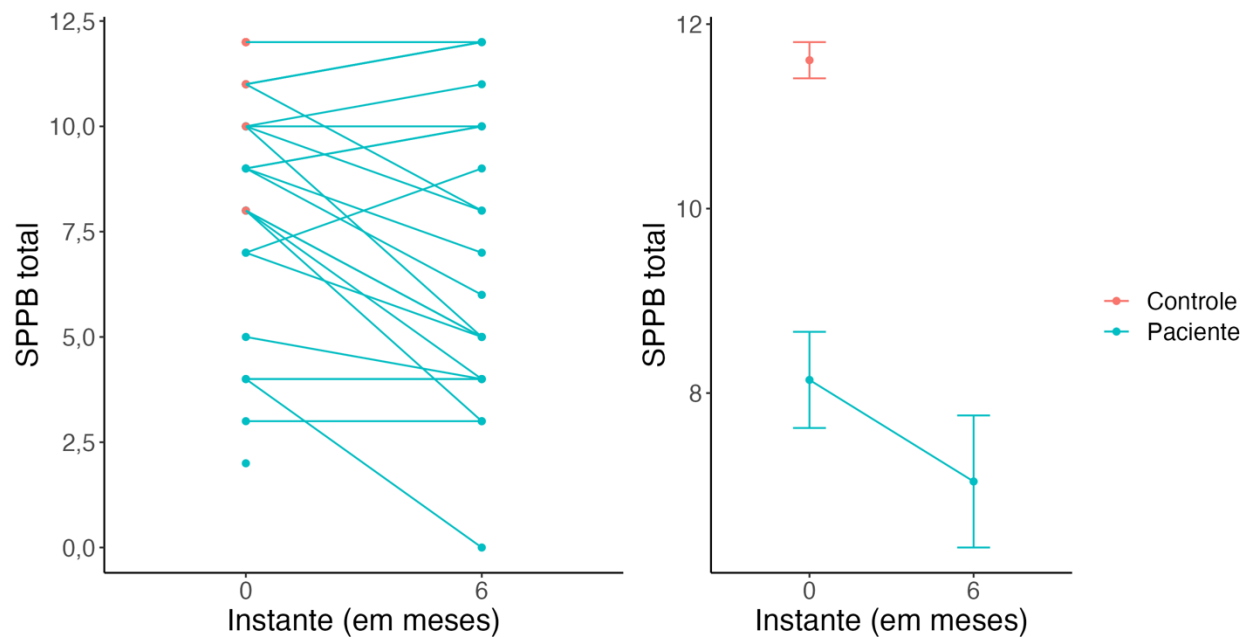 12,5
10,0
7,5
5,0
2,5
0,0
SPPB total
0
6
Instante (em meses)
12
10
8
SPPB total
0
6
Instante (em meses)
Controle
Paciente